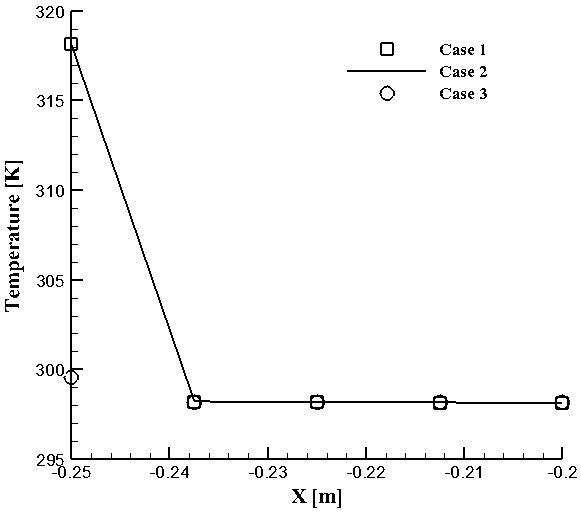 320
315
310
305
300
295
Temperature [K]
Case 1
Case 2
Case 3
-0.25
-0.24
-0.23
-0.22
-0.21
-0.2
X [m]